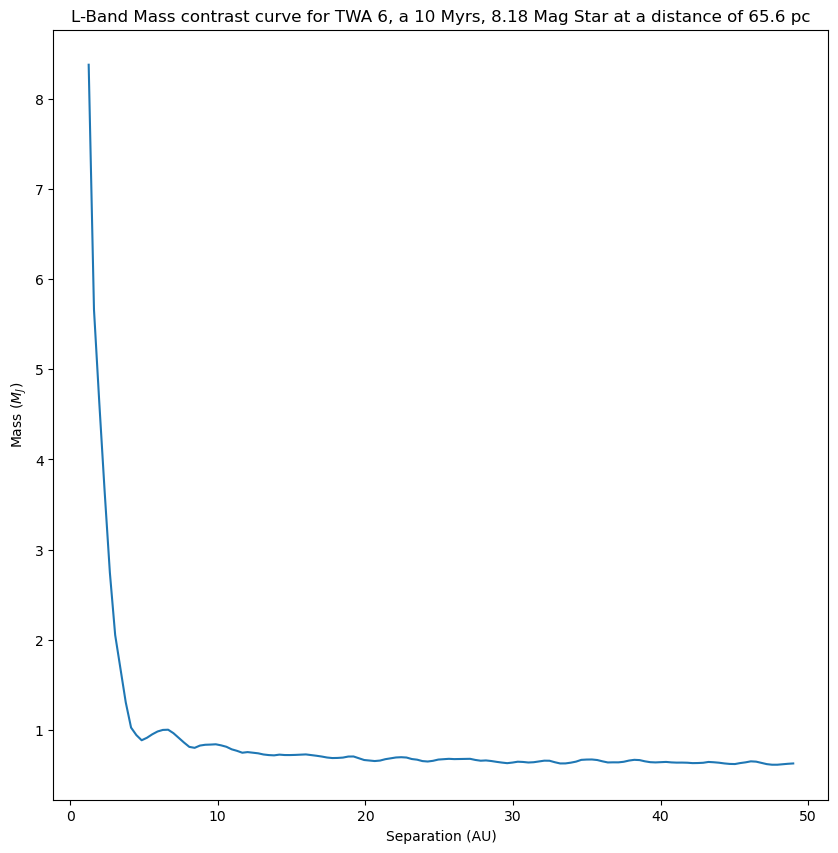 L-Band Mass contrast curve for TWA 6, a 10 Myrs, 8.18 Mag Star at a distance of 65.6 pc
8
7
6
5
4
3
2
1
Mass (M_J)
0 10 20 30 40 50
Separation (AU)